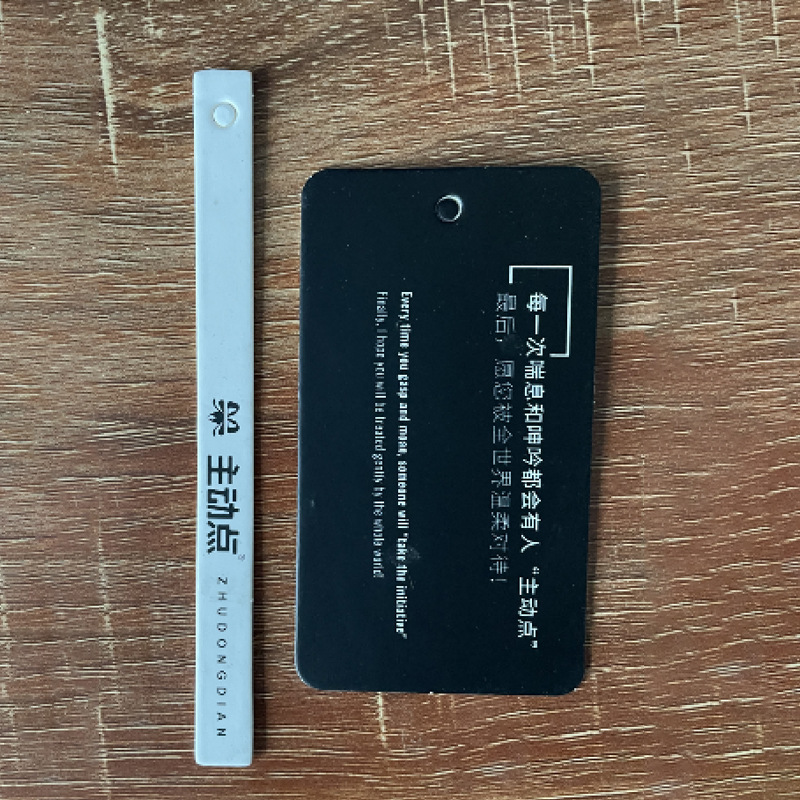 主动点
ZHUDONGDIAN
每一次喘息和呻吟都会有人“主动点”
最后，愿您被全世界温柔对待！
Every time you gasp and moan, someone will "take the initiative"
Finally, I hope you will be treated gently by the whole world!